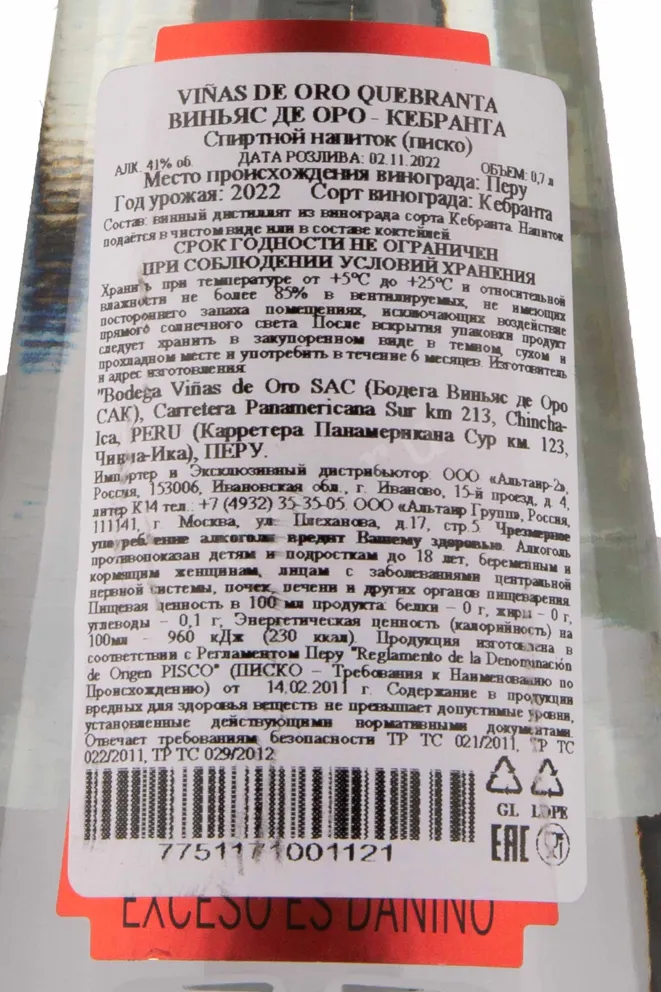 VIÑAS DE ORO QUEBRANTA
ВИНЬЯС ДЕ ОРО - КЕБРАНТА
Спиртной напиток (писко)
АЛК. 41% об. ДАТА РОЗЛИВА: 02.11.2022 ОБЪЕМ: 0,7 л
Место происхождения винограда: Перу
Год урожая: 2022 Сорт винограда: Кебранта
Состав: винный дистиллят из винограда сорта Кебранта. Напиток
подаётся в чистом виде или в составе коктейлей.
СРОК ГОДНОСТИ НЕ ОГРАНИЧЕН
ПРИ СОБЛЮДЕНИИ УСЛОВИЙ ХРАНЕНИЯ
Хранить при температуре от +5°С до +25°С и относительной
влажности не более 85% в вентилируемых, не имеющих
постороннего запаха помещениях, исключающих воздействие
прямого солнечного света. После вскрытия упаковки продукт
следует хранить в закупоренном виде в темном, сухом и
прохладном месте и употребить в течение 6 месяцев. Изготовитель
и адрес изготовления:
"Bodega Viñas de Oro SAC (Бодега Виньяс де Оро
САК), Carretera Panamericana Sur km 213, Chincha-
Ica, PERU (Карретера Панамерикана Сур км. 123,
Чинча-Ика), ПЕРУ.
Импортер и Эксклюзивный дистрибьютор: ООО «Альтаир-2»,
Россия, 153006, Ивановская обл., г. Иваново, 15-й проезд, д. 4,
литер К14 тел.: +7 (4932) 35-35-05. ООО «Альтаир Групп», Россия,
111141, г. Москва, ул. Плеханова, д.17, стр.5. Чрезмерное
употребление алкоголя вредит Вашему здоровью. Алкоголь
противопоказан детям и подросткам до 18 лет, беременным и
кормящим женщинам, лицам с заболеваниями центральной
нервной системы, почек, печени и других органов пищеварения.
Пищевая ценность в 100 мл продукта: белки – 0 г, жиры – 0 г,
углеводы – 0,1 г; Энергетическая ценность (калорийность) на
100мл - 960 кДж (230 ккал). Продукция изготовлена в
соответствии с Регламентом Перу "Reglamento de la Denominación
de Origen PISCO" (ПИСКО – Требования к Наименованию по
Происхождению) от 14.02.2011 г. Содержание в продукции
вредных для здоровья веществ не превышает допустимые уровни,
установленные действующими нормативными документами.
Отвечает требованиям безопасности ТР ТС 021/2011, ТР ТС
022/2011, ТР ТС 029/2012
GL LDPE
7751171001121 EAC
EXCESO ES DAÑINO